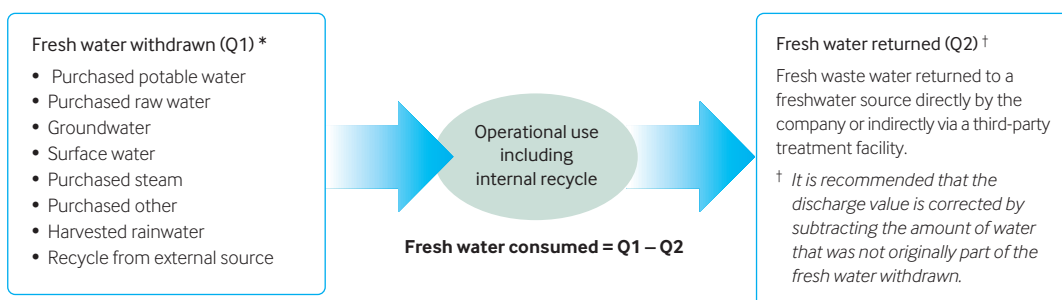 Fresh water withdrawn (Q1) *
• Purchased potable water
• Purchased raw water
• Groundwater
• Surface water
• Purchased steam
• Purchased other
• Harvested rainwater
• Recycle from external source
Operational use
including
internal recycle
Fresh water consumed = Q1 – Q2
Fresh water returned (Q2) †
Fresh waste water returned to a
freshwater source directly by the
company or indirectly via a third-party
treatment facility.
† It is recommended that the
discharge value is corrected by
subtracting the amount of water
that was not originally part of the
fresh water withdrawn.